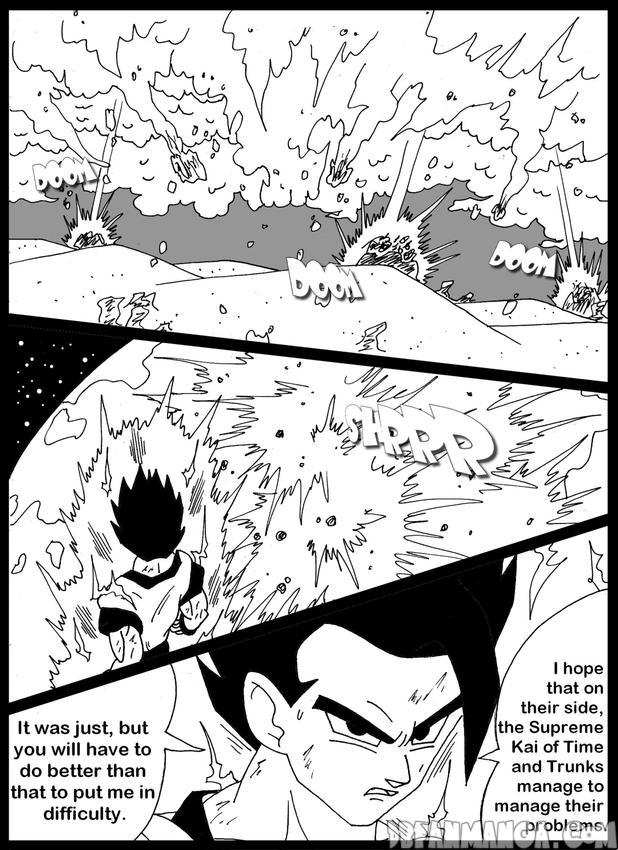 DOOM
DOOM
DOOM
SHRRR
It was just, but
you will have to
do better than
that to put me in
difficulty.
I hope
that on
their side,
the Supreme
Kai of Time
and Trunks
manage to
manage their
problems.